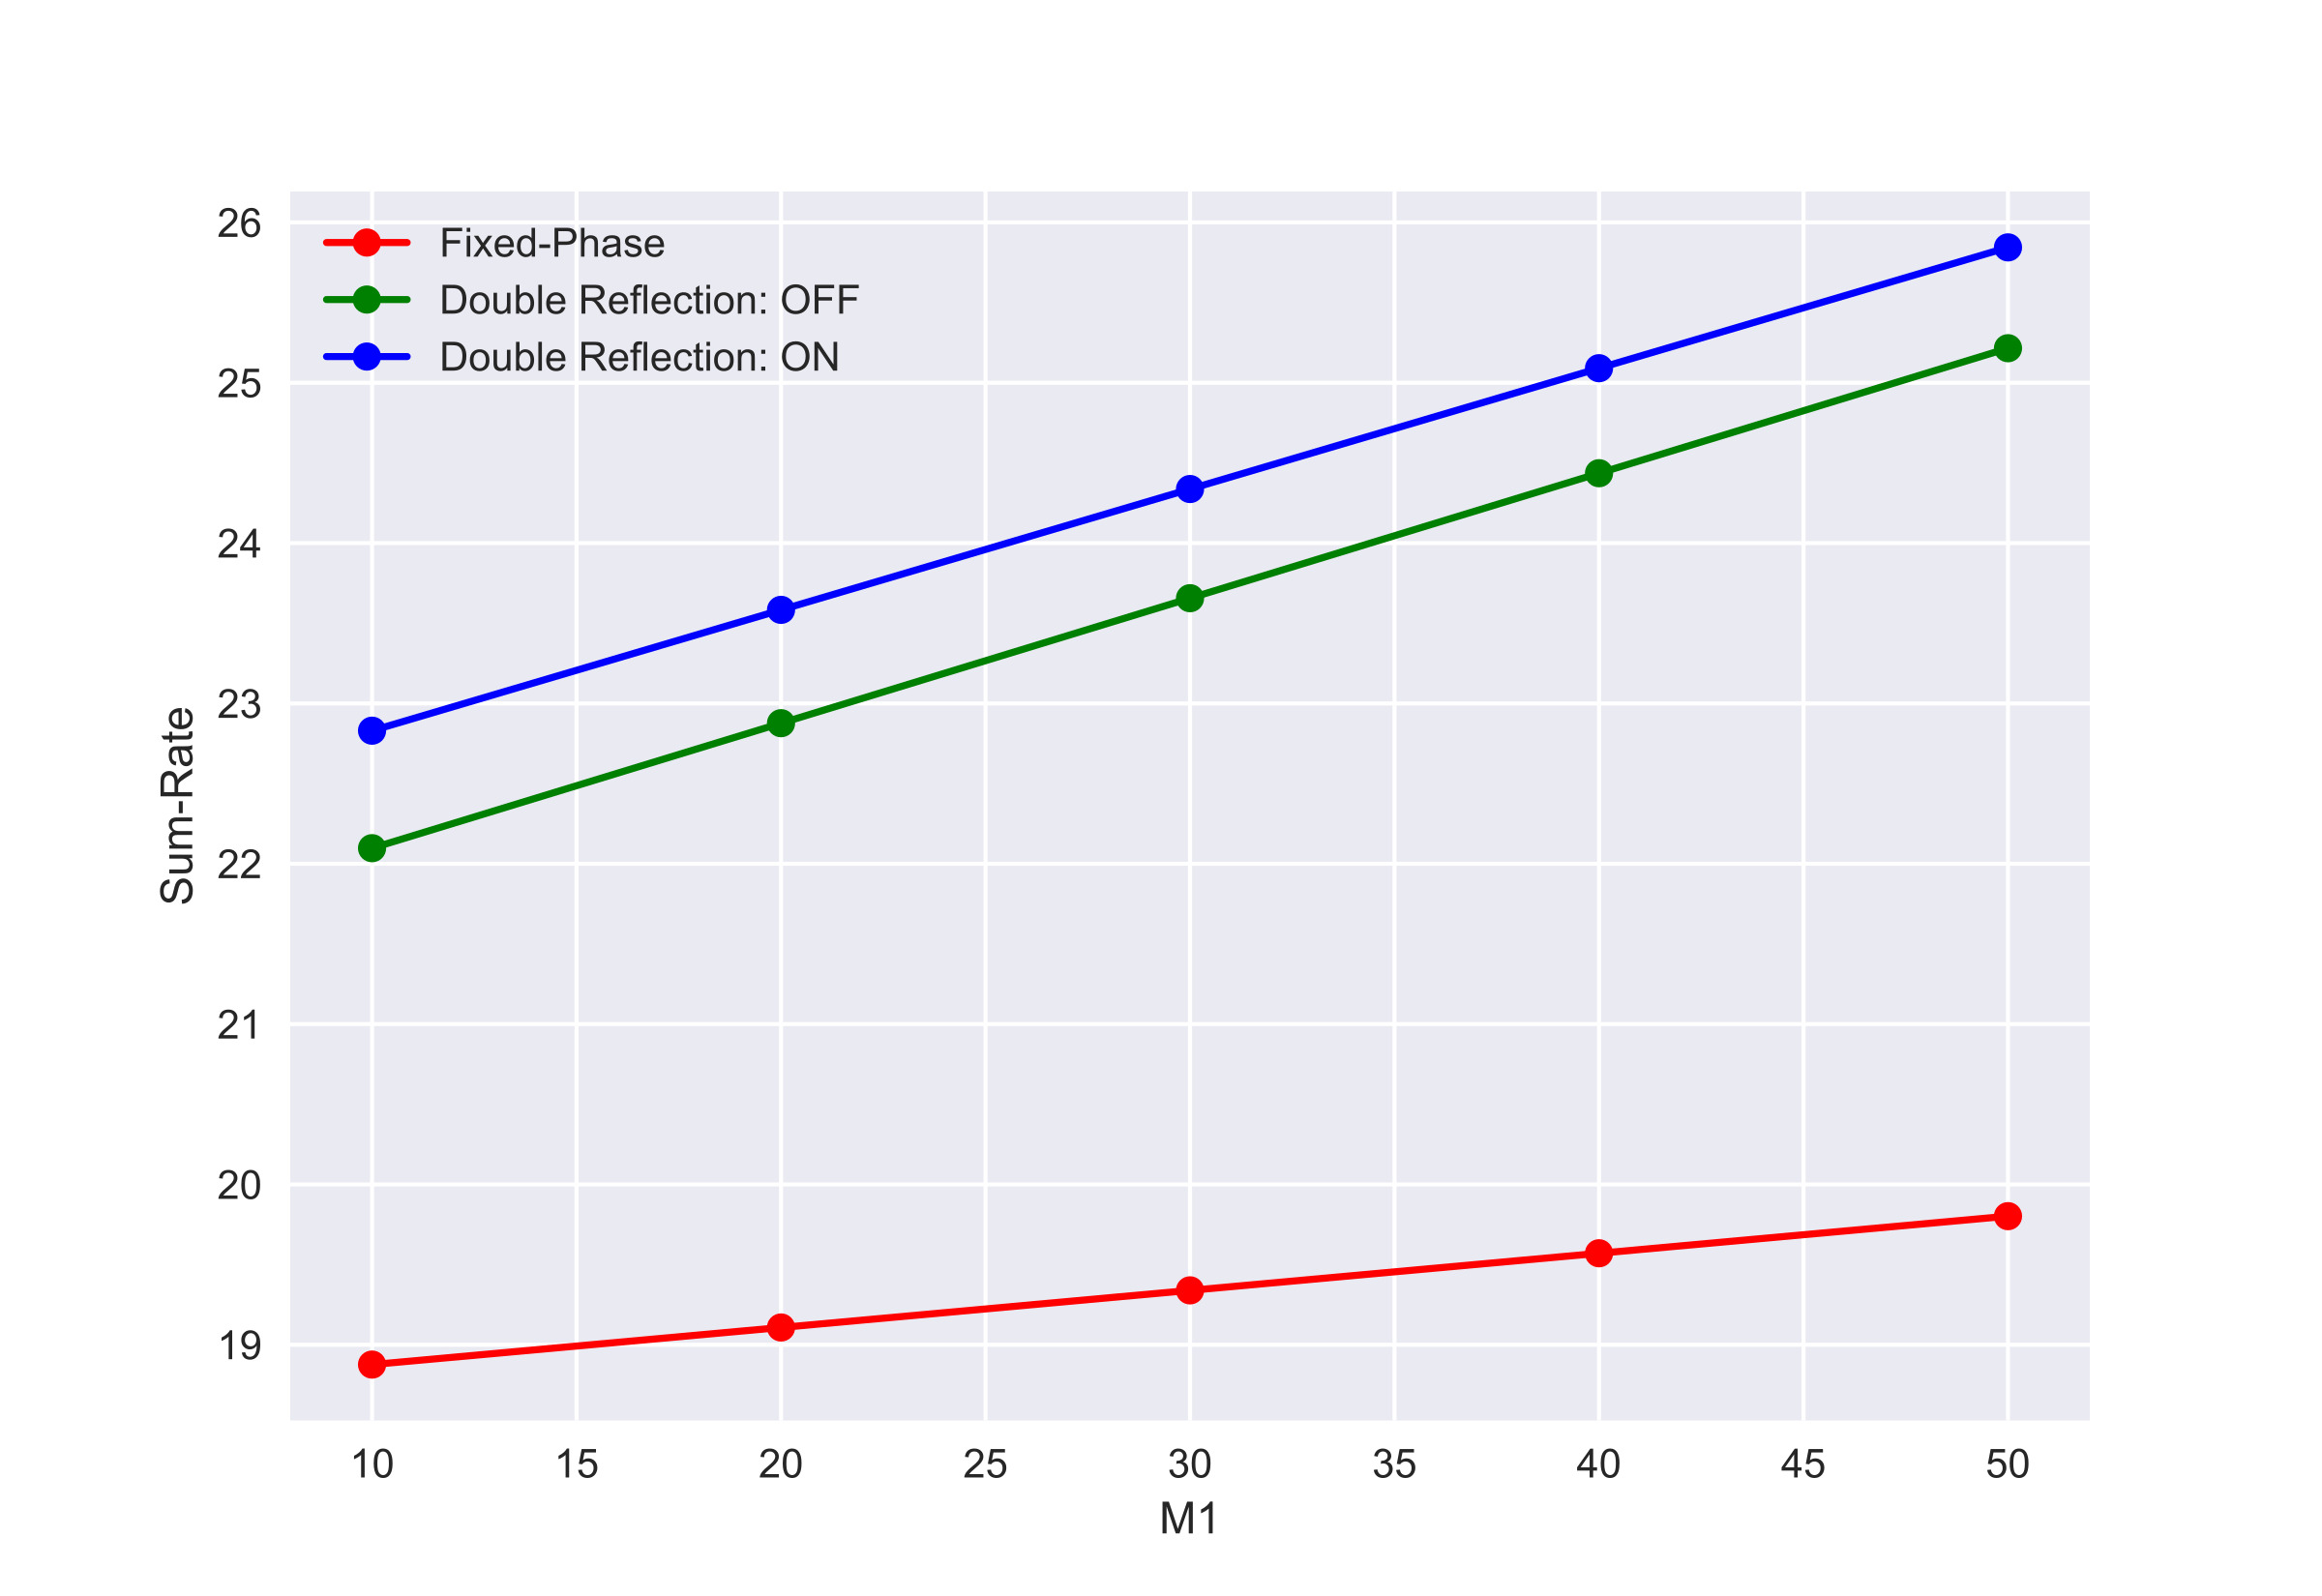 26
25
24
23
22
21
20
19
Sum-Rate
Fixed-Phase
Double Reflection: OFF
Double Reflection: ON
10 15 20 25 30 35 40 45 50
M1